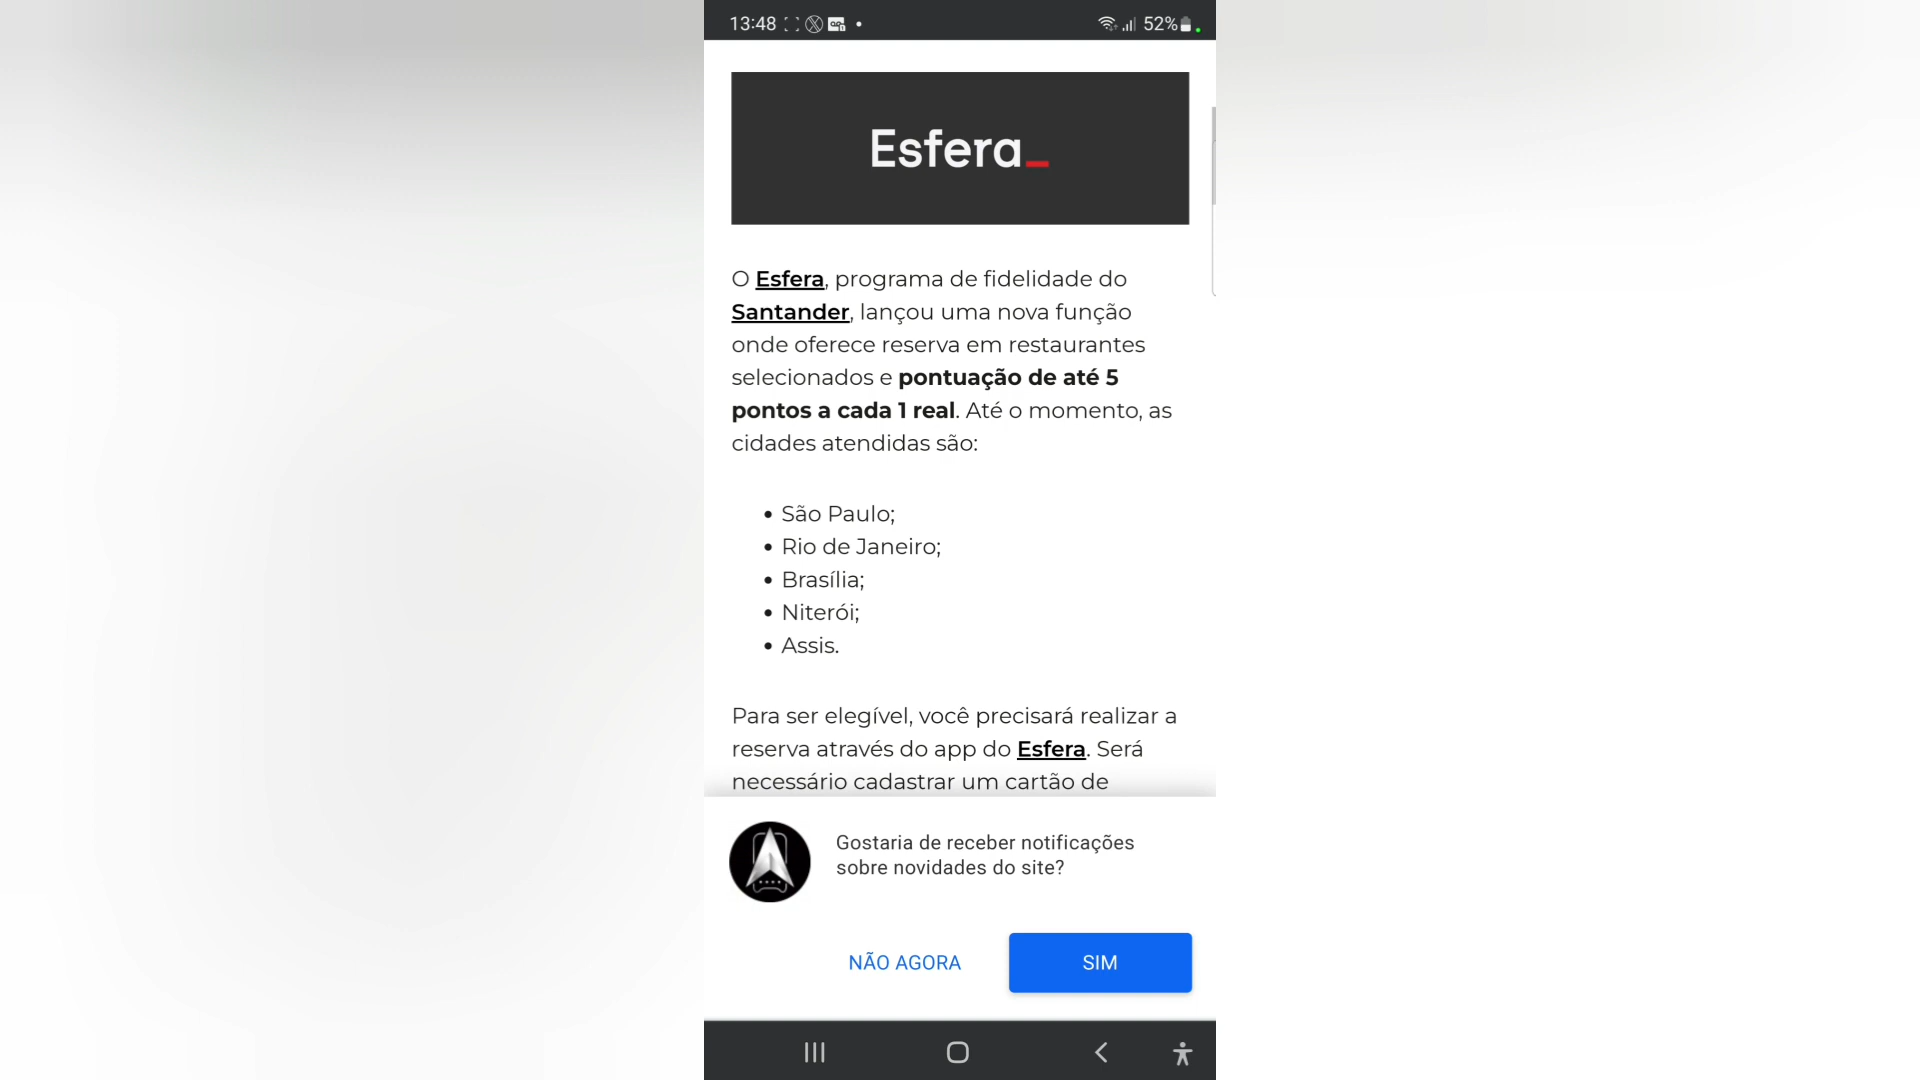 13:48
52%
Esfera_
O Esfera, programa de fidelidade do
Santander, lançou uma nova função
onde oferece reserva em restaurantes
selecionados e pontuação de até 5
pontos a cada 1 real. Até o momento, as
cidades atendidas são:
• São Paulo;
• Rio de Janeiro;
• Brasília;
• Niterói;
• Assis.
Para ser elegível, você precisará realizar a
reserva através do app do Esfera. Será
necessário cadastrar um cartão de
Gostaria de receber notificações
sobre novidades do site?
NÃO AGORA
SIM